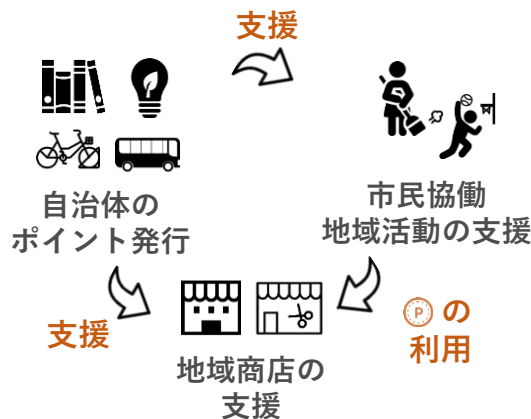 支援
自治体の
ポイント発行
市民協働
地域活動の支援
支援
地域商店の
支援
Ⓟの
利用